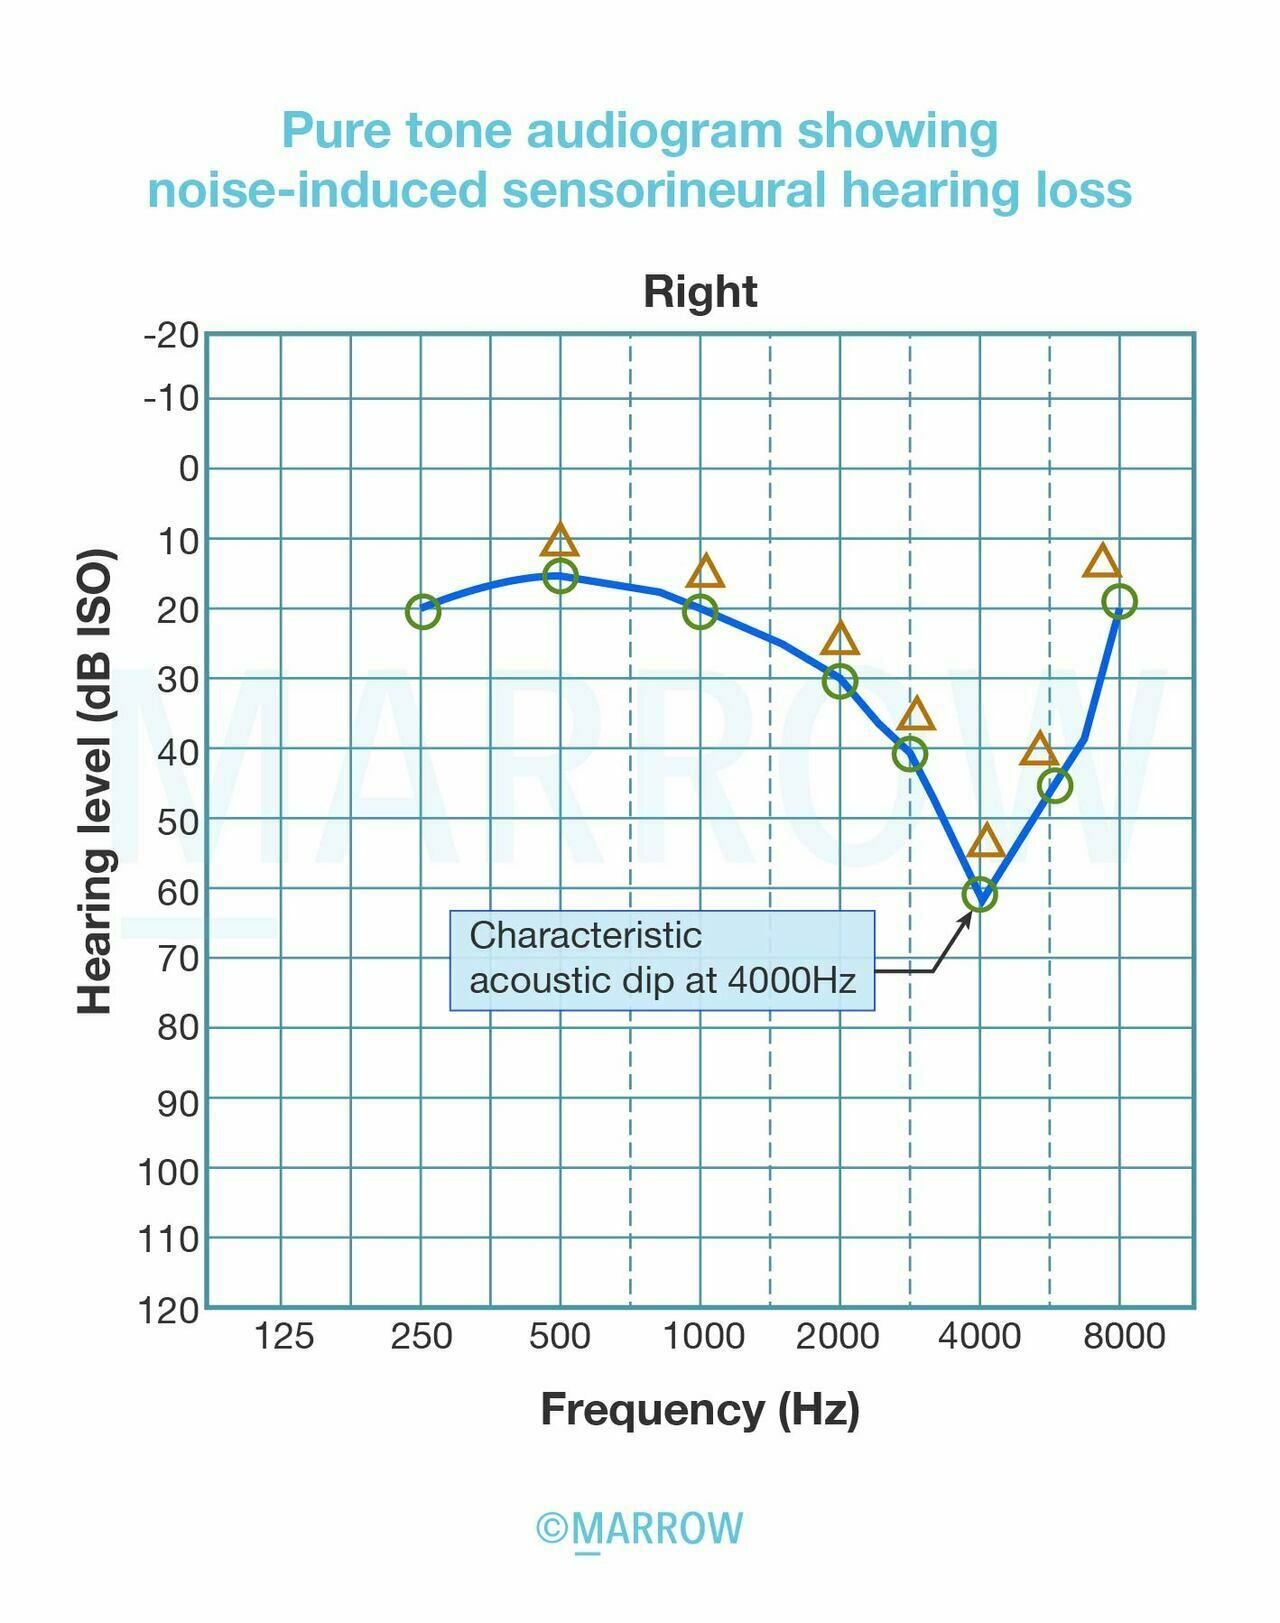 Pure tone audiogram showing
noise-induced sensorineural hearing loss
Right
-20
-10
0
10
20
30
40
50
60
70
80
90
100
110
120
Hearing level (dB ISO)
MARROW
Characteristic
acoustic dip at 4000Hz
125 250 500 1000 2000 4000 8000
Frequency (Hz)
©MARROW